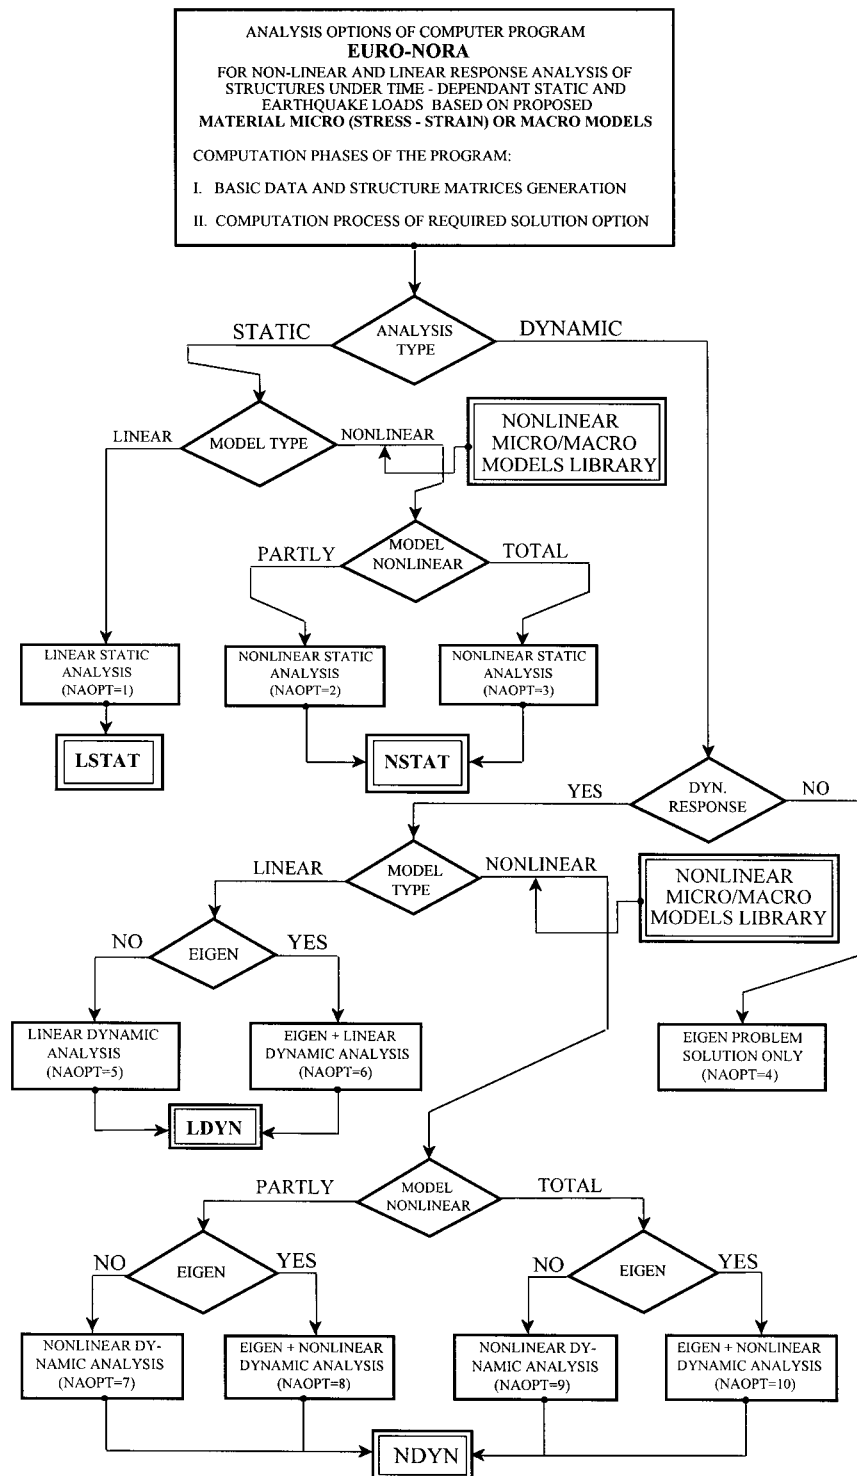 ANALYSIS OPTIONS OF COMPUTER PROGRAM
EURO-NORA
FOR NON-LINEAR AND LINEAR RESPONSE ANALYSIS OF
STRUCTURES UNDER TIME - DEPENDANT STATIC AND
EARTHQUAKE LOADS BASED ON PROPOSED
MATERIAL MICRO (STRESS - STRAIN) OR MACRO MODELS
COMPUTATION PHASES OF THE PROGRAM:
I. BASIC DATA AND STRUCTURE MATRICES GENERATION
II. COMPUTATION PROCESS OF REQUIRED SOLUTION OPTION
STATIC
ANALYSIS
TYPE
DYNAMIC
LINEAR
MODEL TYPE
NONLINEAR
NONLINEAR
MICRO/MACRO
MODELS LIBRARY
PARTLY
MODEL
NONLINEAR
TOTAL
LINEAR STATIC
ANALYSIS
(NAOPT=1)
NONLINEAR STATIC
ANALYSIS
(NAOPT=2)
NONLINEAR STATIC
ANALYSIS
(NAOPT=3)
LSTAT
NSTAT
YES
DYN.
RESPONSE
NO
LINEAR
MODEL
TYPE
NONLINEAR
NONLINEAR
MICRO/MACRO
MODELS LIBRARY
NO
EIGEN
YES
LINEAR DYNAMIC
ANALYSIS
(NAOPT=5)
EIGEN + LINEAR
DYNAMIC ANALYSIS
(NAOPT=6)
EIGEN PROBLEM
SOLUTION ONLY
(NAOPT=4)
LDYN
PARTLY
MODEL
NONLINEAR
TOTAL
NO
EIGEN
YES
NO
EIGEN
YES
NONLINEAR DY-
NAMIC ANALYSIS
(NAOPT=7)
EIGEN + NONLINEAR
DYNAMIC ANALYSIS
(NAOPT=8)
NONLINEAR DY-
NAMIC ANALYSIS
(NAOPT=9)
EIGEN + NONLINEAR
DYNAMIC ANALYSIS
(NAOPT=10)
NDYN